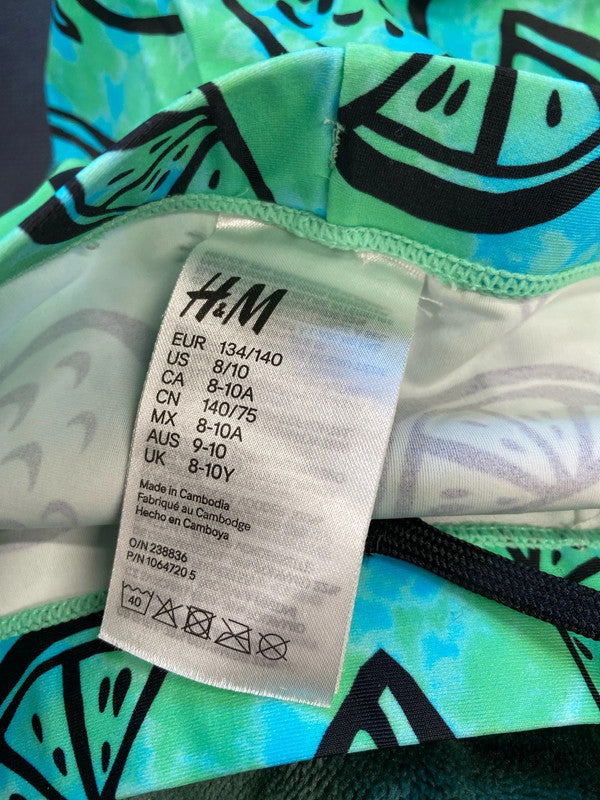 H&M
EUR 134/140
US 8/10
CA 8-10A
CN 140/75
MX 8-10A
AUS 9-10
UK 8-10Y
Made in Cambodia
Fabriqué au Cambodge
Hecho en Camboya
O/N 238836
P/N 1064720 5
40